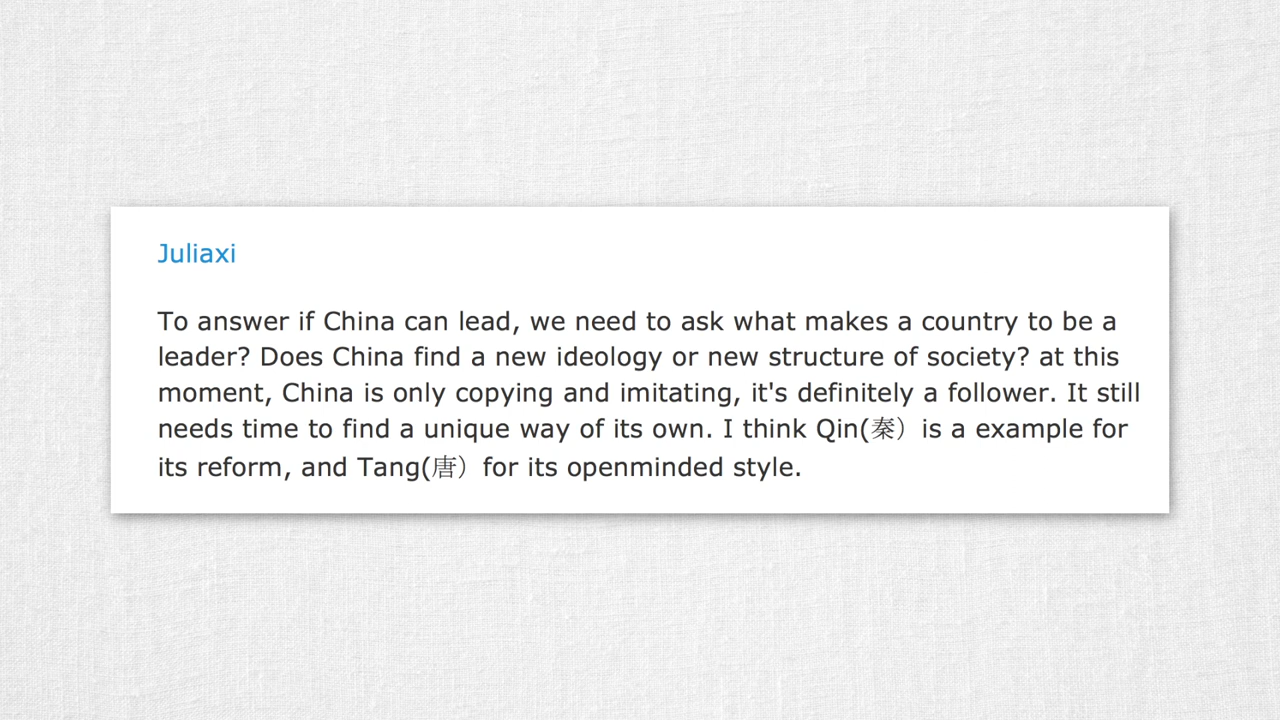 Juliaxi
To answer if China can lead, we need to ask what makes a country to be a
leader? Does China find a new ideology or new structure of society? at this
moment, China is only copying and imitating, it's definitely a follower. It still
needs time to find a unique way of its own. I think Qin(秦）is a example for
its reform, and Tang(唐）for its openminded style.